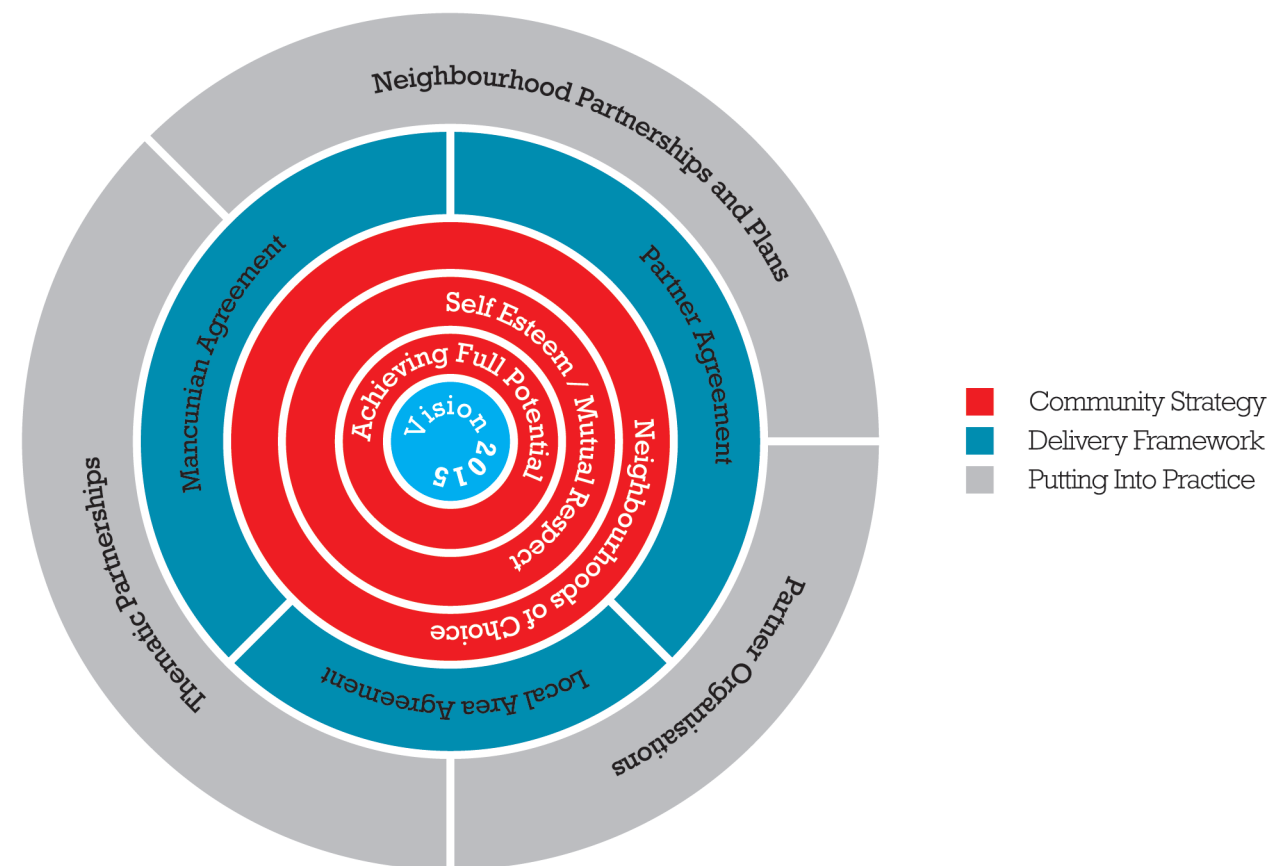 Neighbourhood Partnerships and Plans
Mancunian Agreement
Partner Agreement
Self Esteem / Mutual Respect
Achieving Full Potential
Vision 2015
Neighbourhoods of Choice
Local Area Agreement
Thematic Partnerships
Partner Organisations
Community Strategy
Delivery Framework
Putting Into Practice